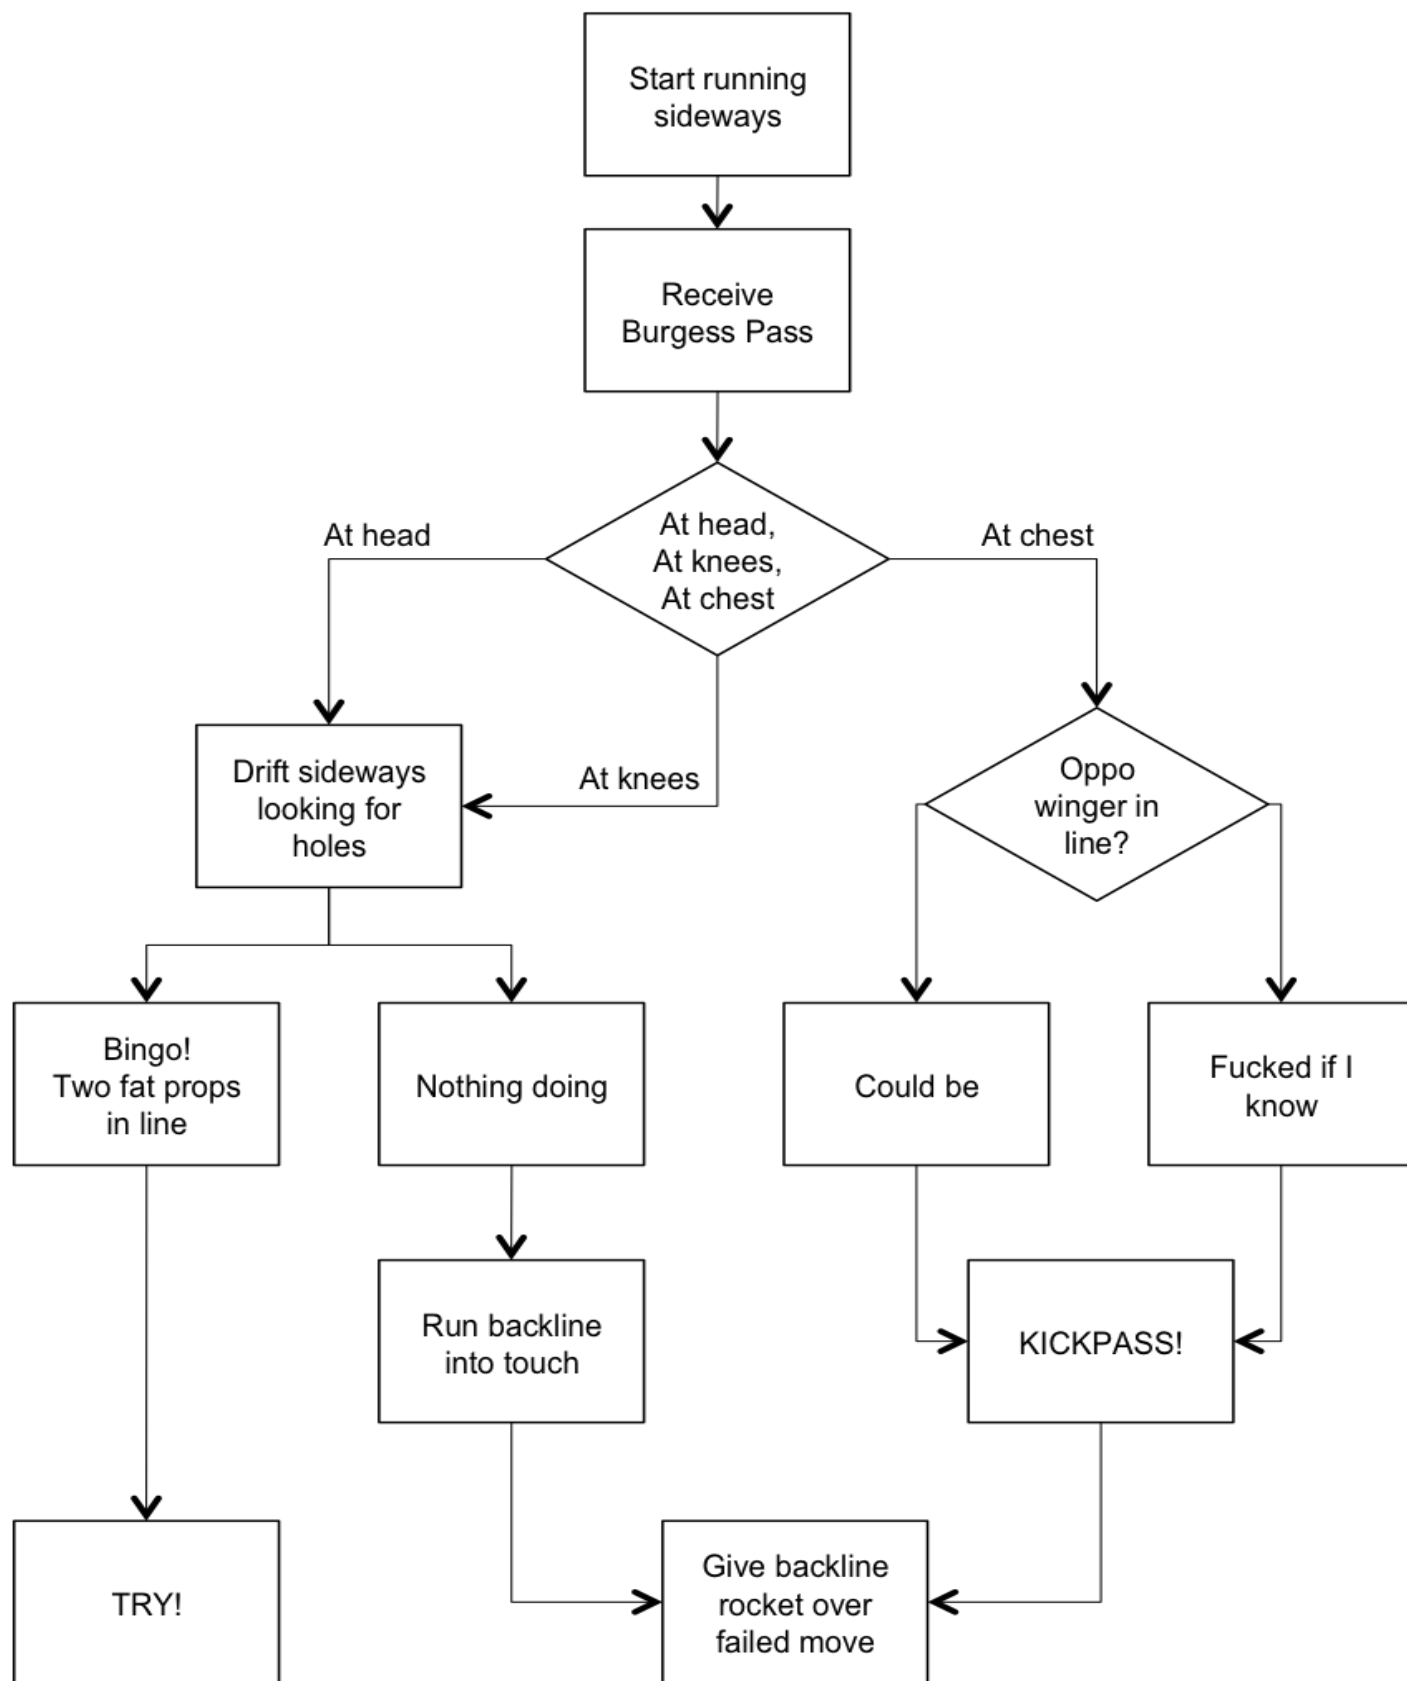 Start running
sideways
Receive
Burgess Pass
At head
At head,
At knees,
At chest
At chest
Drift sideways
looking for
holes
At knees
Oppo
winger in
line?
Bingo!
Two fat props
in line
Nothing doing
Could be
Fucked if I
know
Run backline
into touch
KICKPASS!
TRY!
Give backline
rocket over
failed move